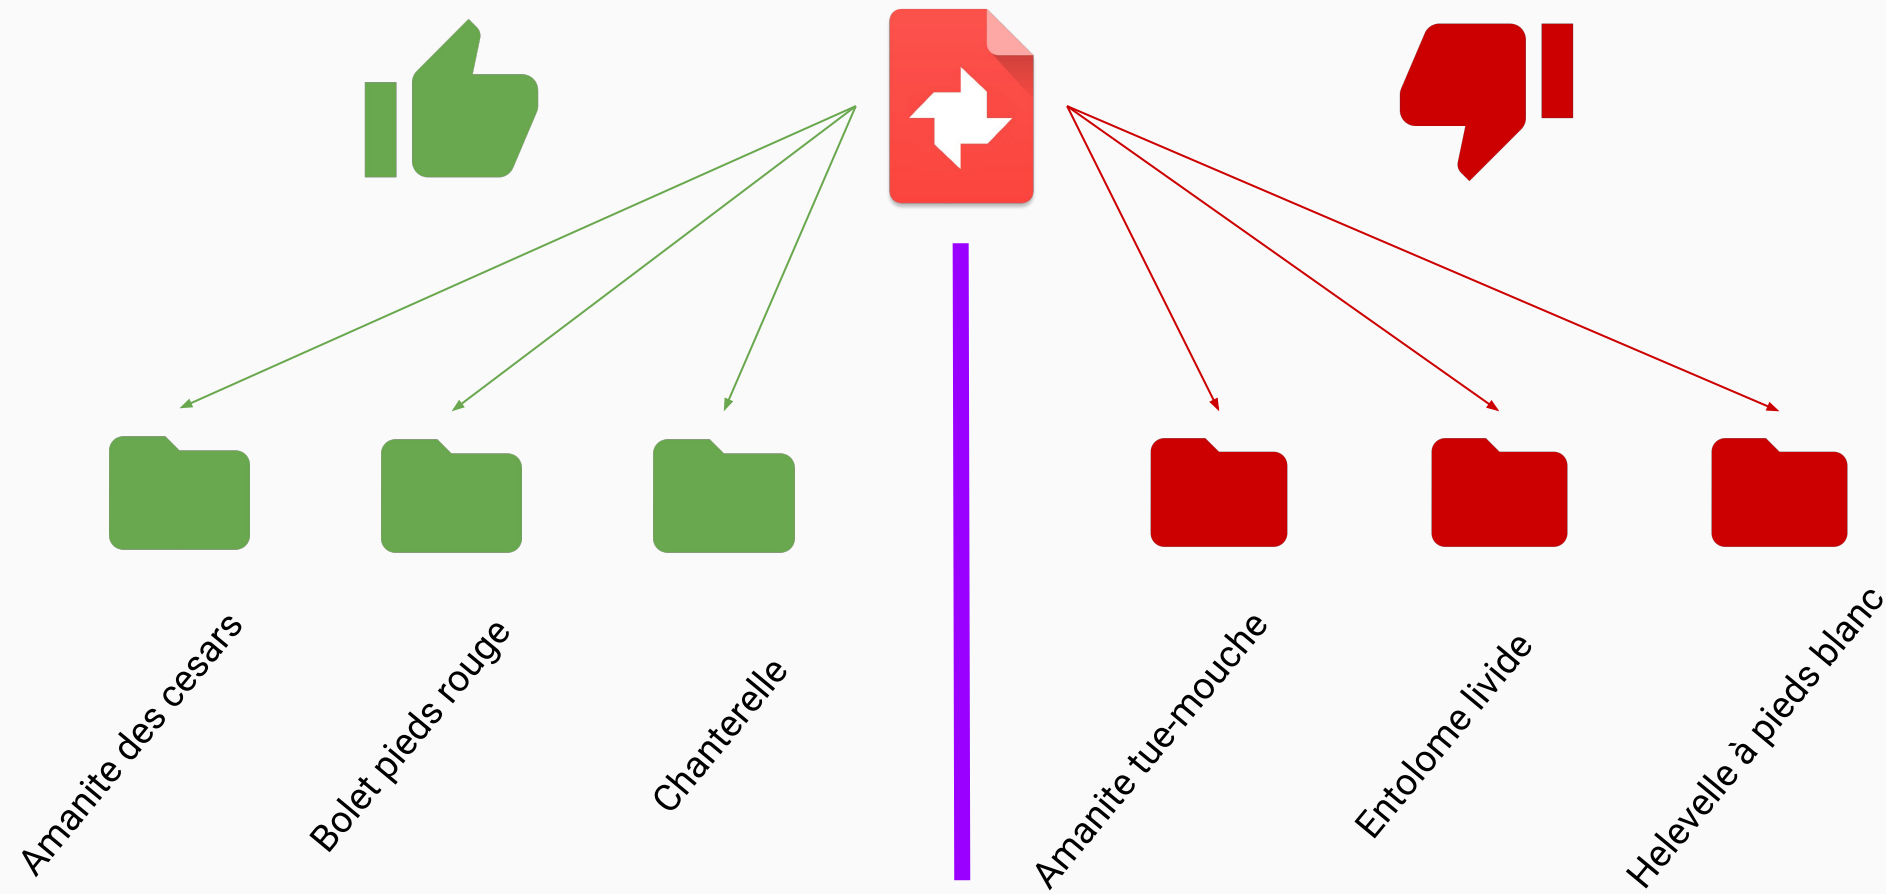 Amanite des cesars
Bolet pieds rouge
Chanterelle
Amanite tue-mouche
Entolome livide
Helevelle à pieds blanc